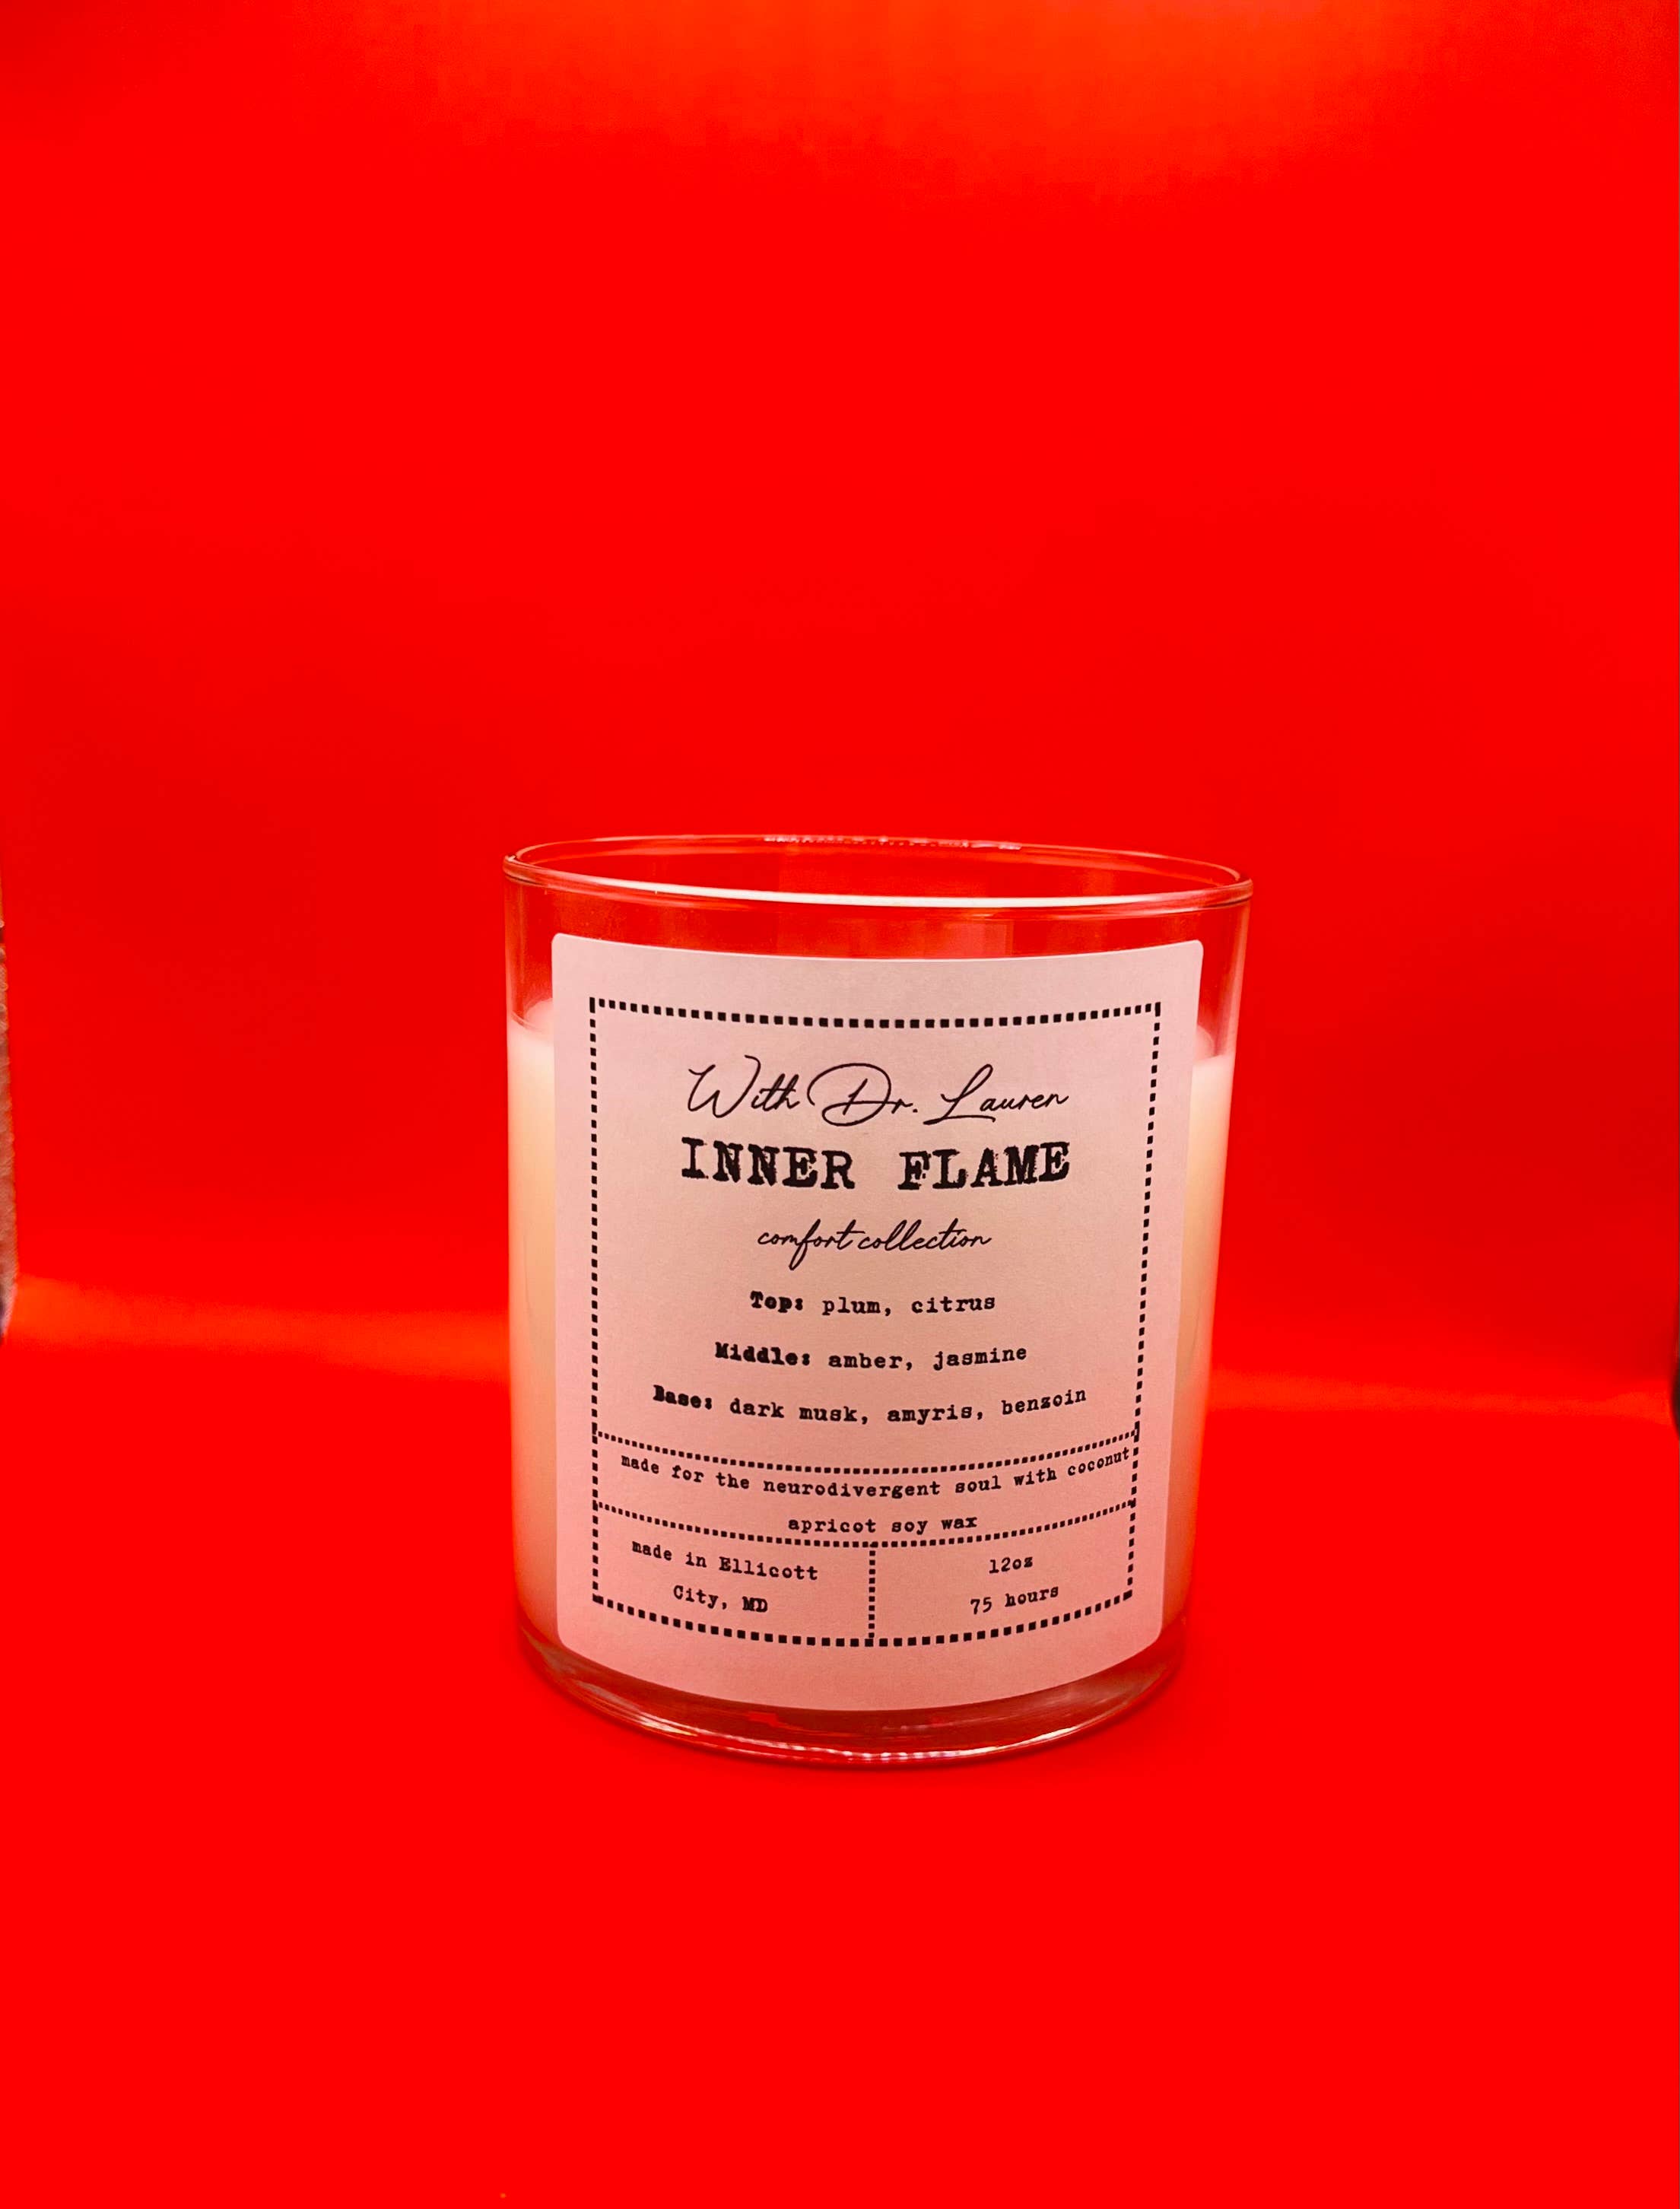 With Dr. Lauren
INNER FLAME
comfort collection
Top: plum, citrus
Middle: amber, jasmine
Base: dark musk, amyris, benzoin
made for the neurodivergent soul with coconut
apricot soy wax
made in Ellicott
City, MD
12oz
75 hours